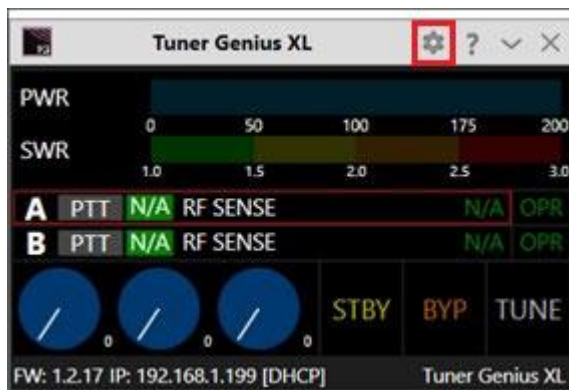 Tuner Genius XL ?
PWR
0 50 100 175 200
SWR
1.0 1.5 2.0 2.5 3.0
A PTT N/A RF SENSE N/A OPR
B PTT N/A RF SENSE N/A OPR
0 0 0 STBY BYP TUNE
FW: 1.2.17 IP: 192.168.1.199 [DHCP] Tuner Genius XL